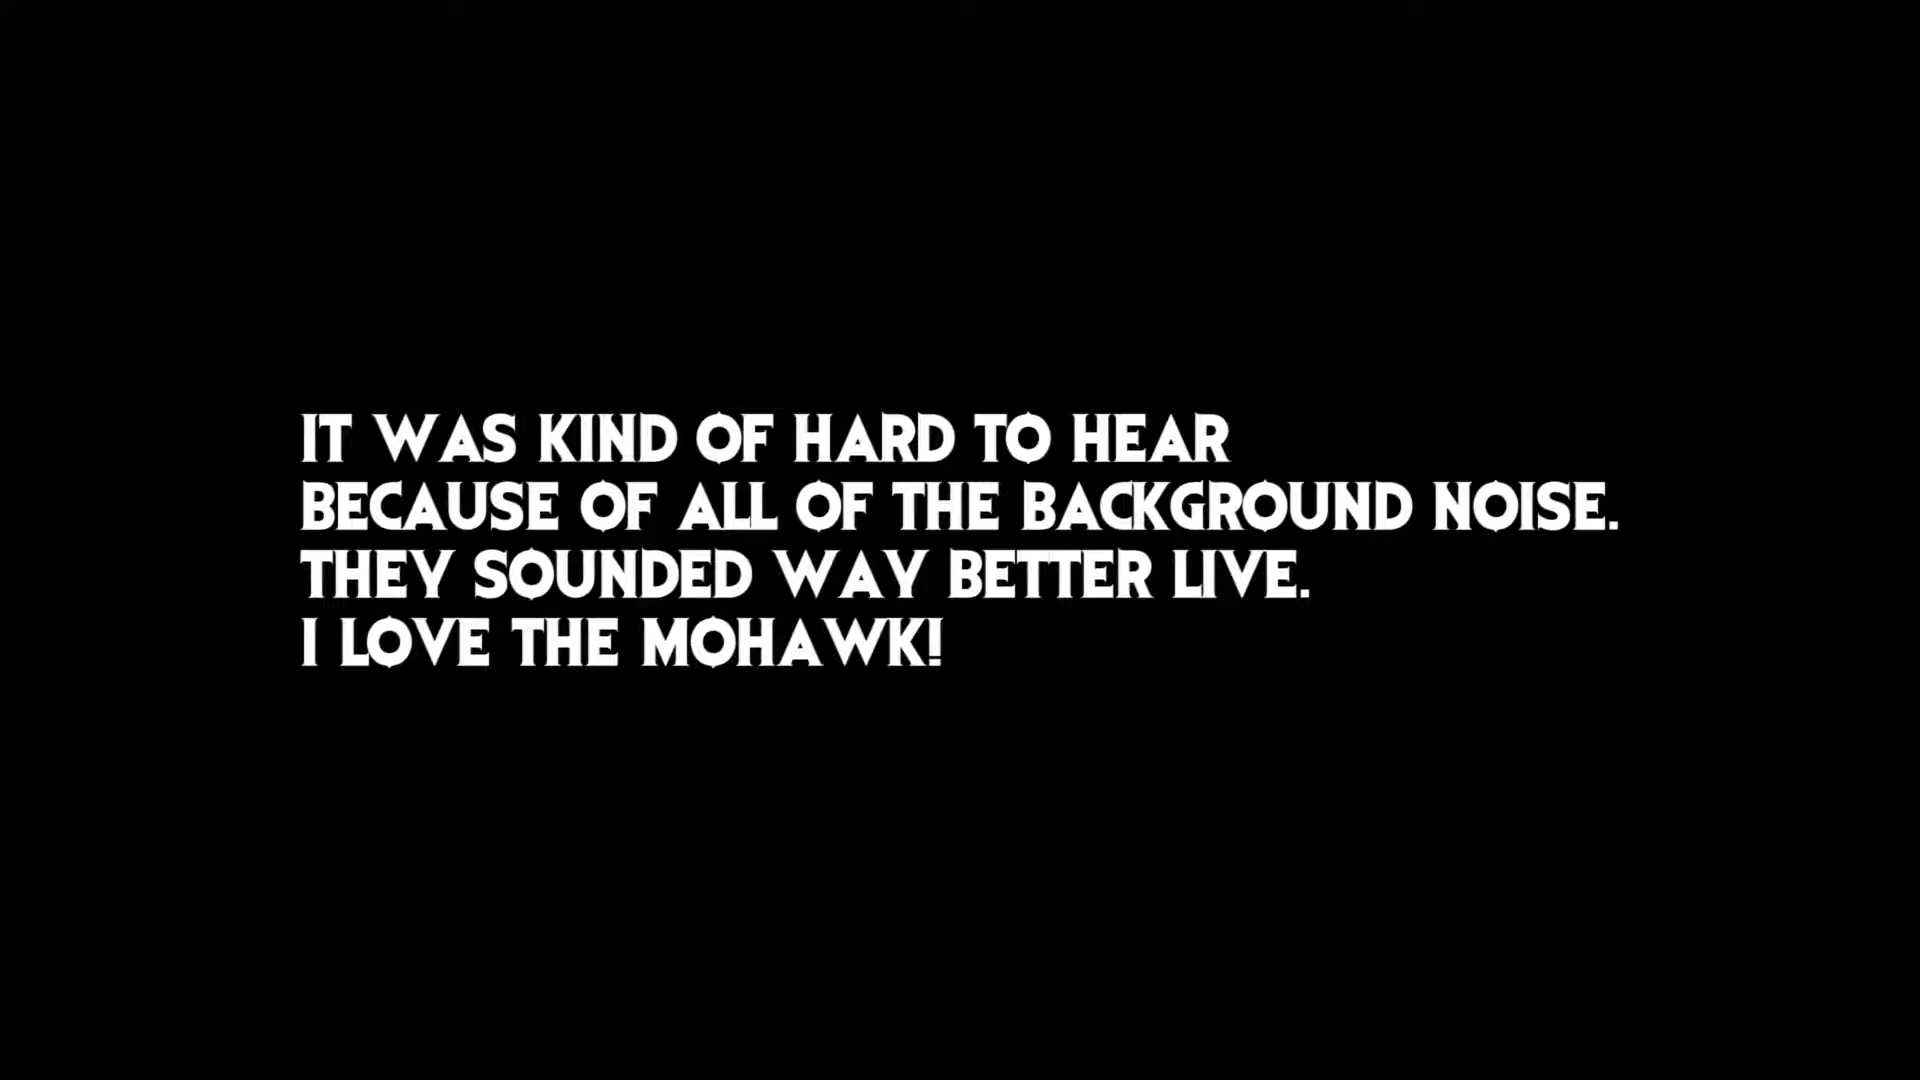 IT WAS KIND OF HARD TO HEAR
BECAUSE OF ALL OF THE BACKGROUND NOISE.
THEY SOUNDED WAY BETTER LIVE.
I LOVE THE MOHAWK!